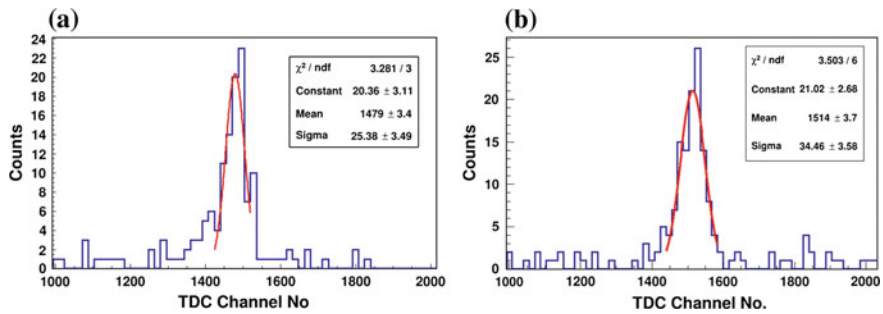 (a)
24
22
20
18
16
14
12
10
8
6
4
2
0
Counts
χ² / ndf 3.281 / 3
Constant 20.36 ± 3.11
Mean 1479 ± 3.4
Sigma 25.38 ± 3.49
1000 1200 1400 1600 1800 2000
TDC Channel No
(b)
25
20
15
10
5
0
Counts
χ² / ndf 3.503 / 6
Constant 21.02 ± 2.68
Mean 1514 ± 3.7
Sigma 34.46 ± 3.58
1000 1200 1400 1600 1800 2000
TDC Channel No.